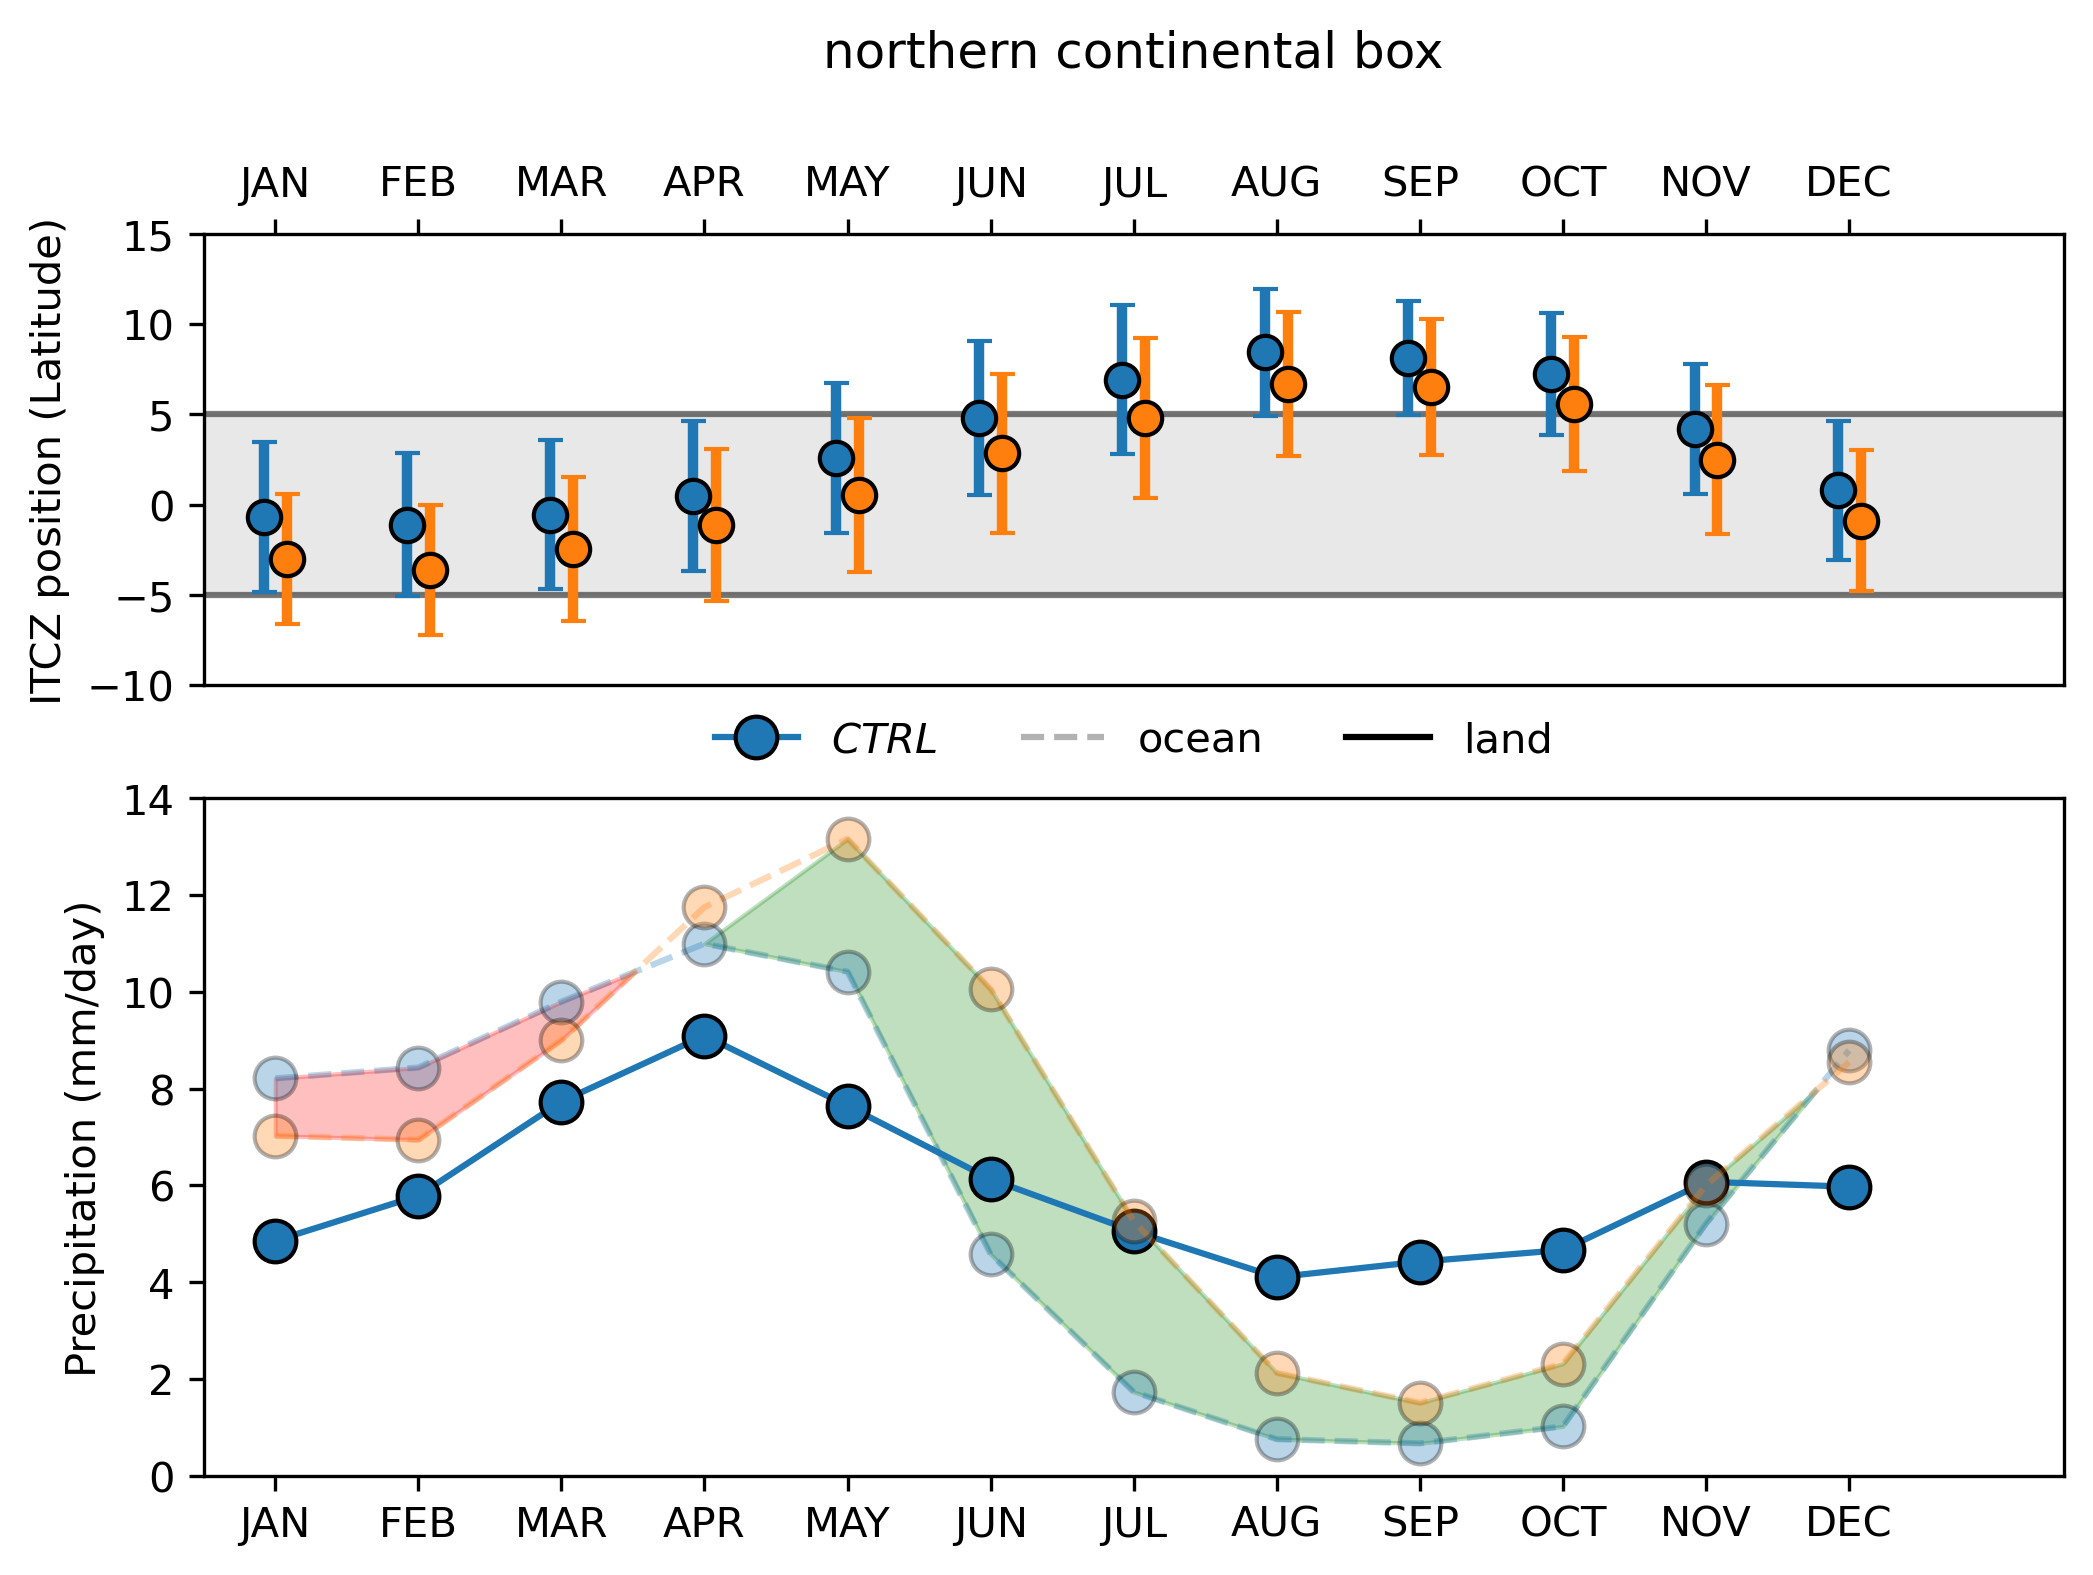 northern continental box
JAN FEB MAR APR MAY JUN JUL AUG SEP OCT NOV DEC
ITCZ position (Latitude)
15
10
5
0
−5
−10
CTRL ocean land
Precipitation (mm/day)
14
12
10
8
6
4
2
0
JAN FEB MAR APR MAY JUN JUL AUG SEP OCT NOV DEC